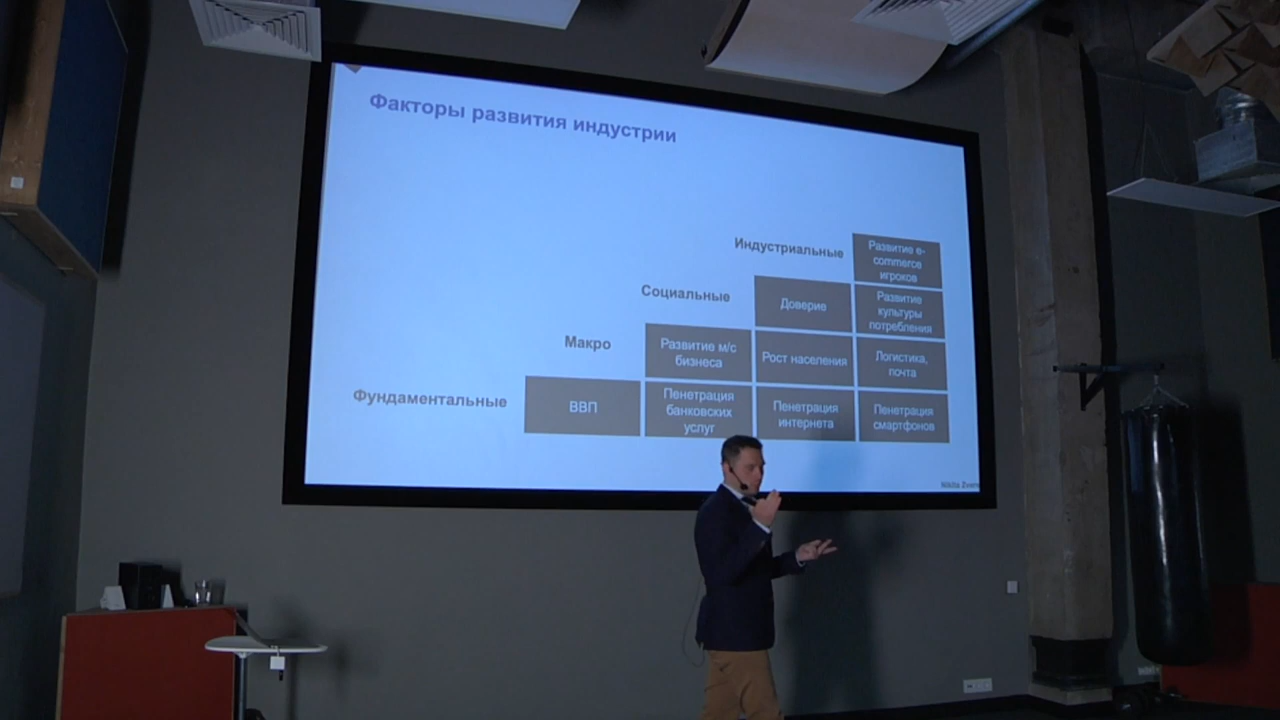 Факторы развития индустрии
Индустриальные
Развитие e-
commerce
игроков
Социальные
Доверие
Развитие
культуры
потребления
Макро
Развитие м/с
бизнеса
Рост населения
Логистика,
почта
Фундаментальные
ВВП
Пенетрация
банковских
услуг
Пенетрация
интернета
Пенетрация
смартфонов
Nikita